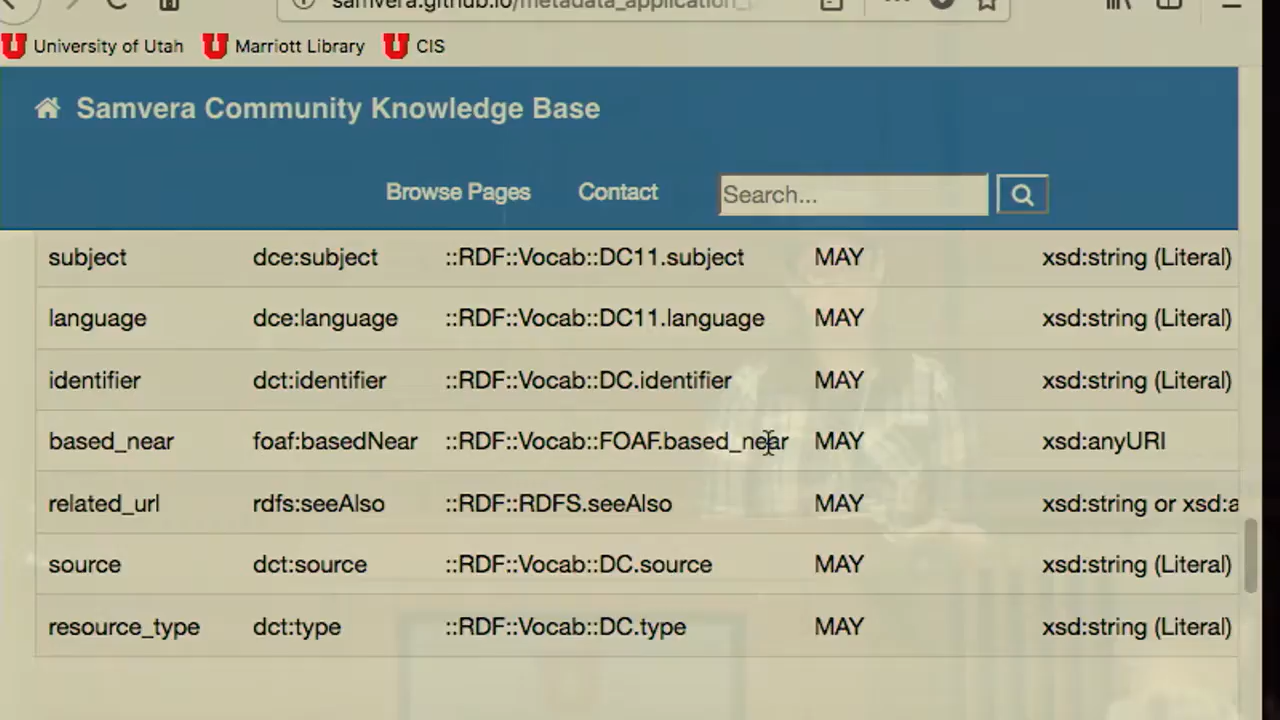 samvera.github.io/metadata_application_
University of Utah Marriott Library CIS
Samvera Community Knowledge Base
Browse Pages Contact Search...
subject dce:subject ::RDF::Vocab::DC11.subject MAY xsd:string (Literal)
language dce:language ::RDF::Vocab::DC11.language MAY xsd:string (Literal)
identifier dct:identifier ::RDF::Vocab::DC.identifier MAY xsd:string (Literal)
based_near foaf:basedNear ::RDF::Vocab::FOAF.based_near MAY xsd:anyURI
related_url rdfs:seeAlso ::RDF::RDFS.seeAlso MAY xsd:string or xsd:a
source dct:source ::RDF::Vocab::DC.source MAY xsd:string (Literal)
resource_type dct:type ::RDF::Vocab::DC.type MAY xsd:string (Literal)